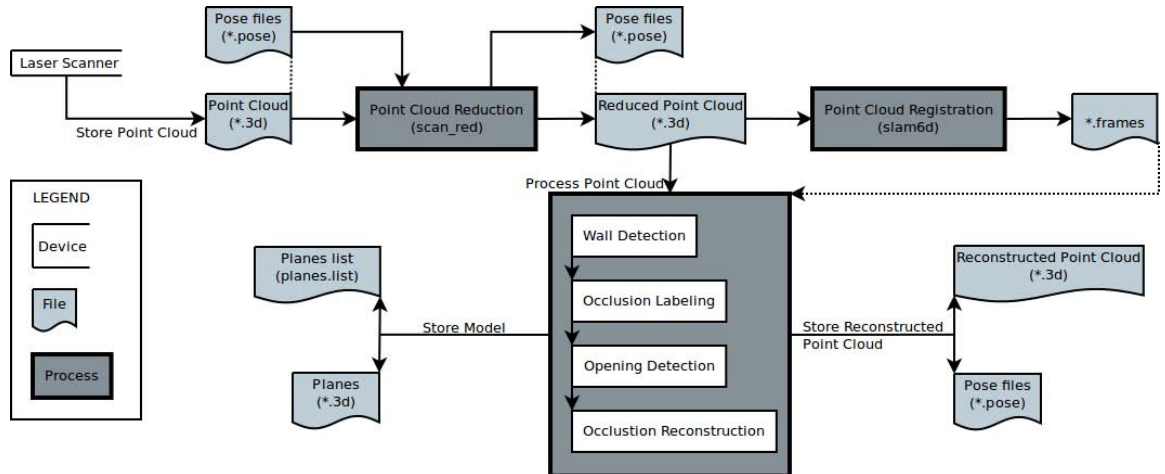 Pose files
(*.pose)
Pose files
(*.pose)
Laser Scanner
Store Point Cloud
Point Cloud
(*.3d)
Point Cloud Reduction
(scan_red)
Reduced Point Cloud
(*.3d)
Point Cloud Registration
(slam6d)
*.frames
Process Point Cloud
LEGEND
Device
File
Process
Wall Detection
Occlusion Labeling
Opening Detection
Occlustion Reconstruction
Planes list
(planes.list)
Store Model
Planes
(*.3d)
Reconstructed Point Cloud
(*.3d)
Store Reconstructed
Point Cloud
Pose files
(*.pose)